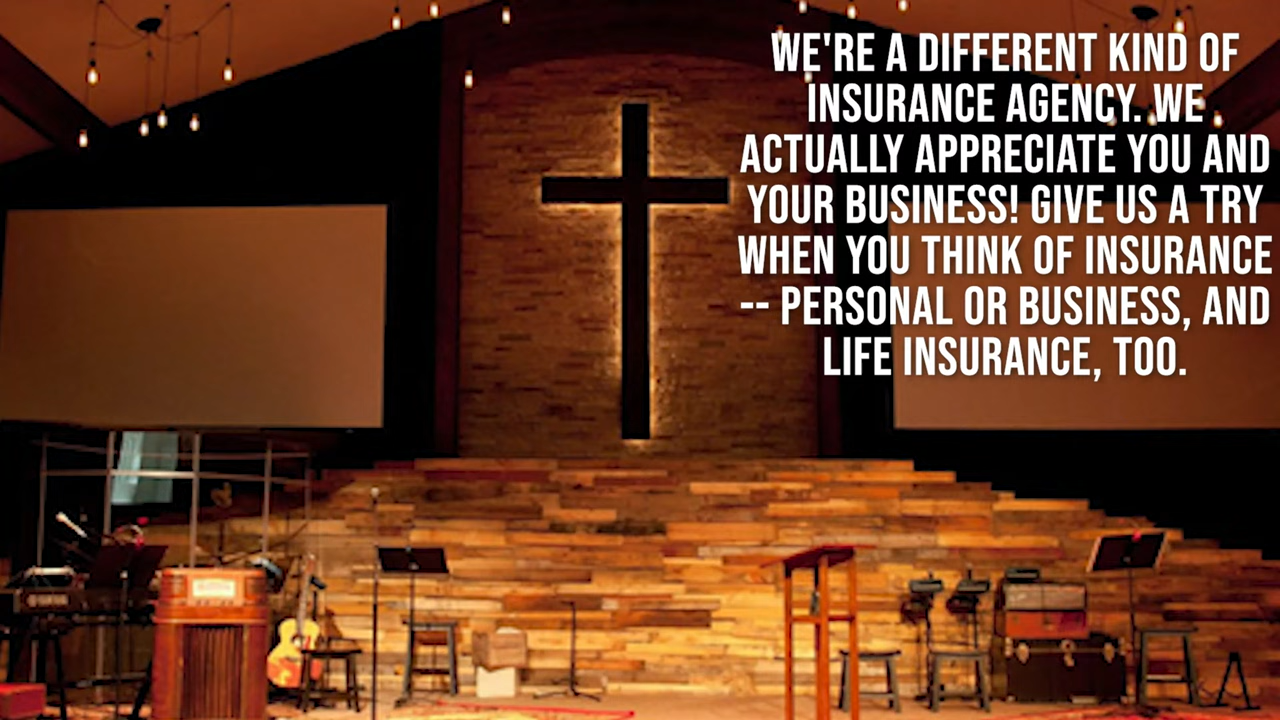 WE'RE A DIFFERENT KIND OF
INSURANCE AGENCY. WE
ACTUALLY APPRECIATE YOU AND
YOUR BUSINESS! GIVE US A TRY
WHEN YOU THINK OF INSURANCE
-- PERSONAL OR BUSINESS, AND
LIFE INSURANCE, TOO.